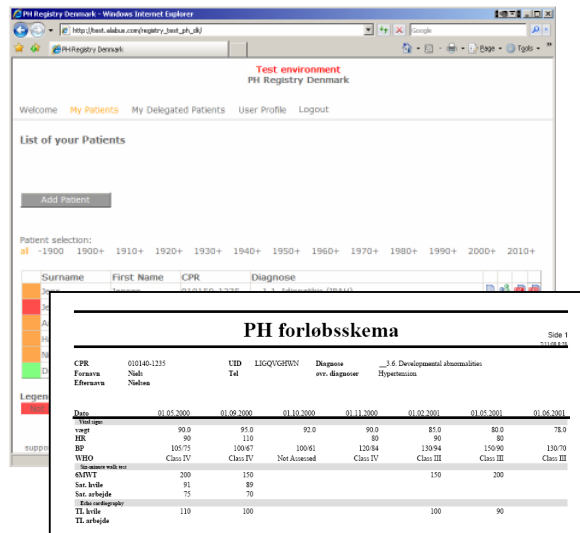 PH Registry Denmark - Windows Internet Explorer
http://test.alabus.com/registry_test_ph_dk/
Google
PH Registry Denmark
Page Tools
Test environment
PH Registry Denmark
Welcome My Patients My Delegated Patients User Profile Logout
List of your Patients
Add Patient
Patient selection:
all -1900 1900+ 1910+ 1920+ 1930+ 1940+ 1950+ 1960+ 1970+ 1980+ 1990+ 2000+ 2010+
Surname First Name CPR Diagnose
PH forløbsskema
Side 1
CPR 010140-1235 UID LIGQVGHWN Diagnose __3.6. Developmental abnormalities
Fornavn Niels Tel øvr. diagnoser Hypertension
Efternavn Nielsen
Dato 01.05.2000 01.09.2000 01.10.2000 01.11.2000 01.02.2001 01.05.2001 01.06.2001
Vital signs
vægt 90.0 95.0 92.0 90.0 85.0 80.0 78.0
HR 90 110 80 90 80
BP 105/75 100/67 100/61 120/84 130/94 150/90 130/70
WHO Class IV Class IV Not Assessed Class IV Class III Class III Class III
Six-minute walk test
6MWT 200 150 150 200
Sat. hvile 91 89
Sat. arbejde 75 70
Echo cardiography
TI. hvile 110 100 100 90
TI. arbejde
Legen
suppo